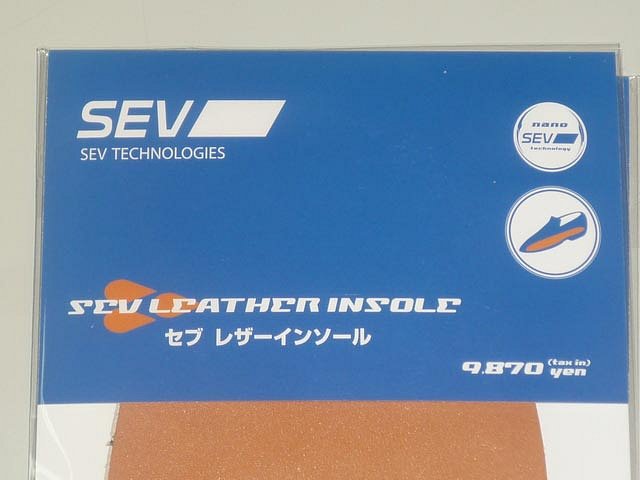 SEV
SEV TECHNOLOGIES
nano
SEV
technology
SEV LEATHER INSOLE
セブ レザーインソール
9,870 (tax in) yen